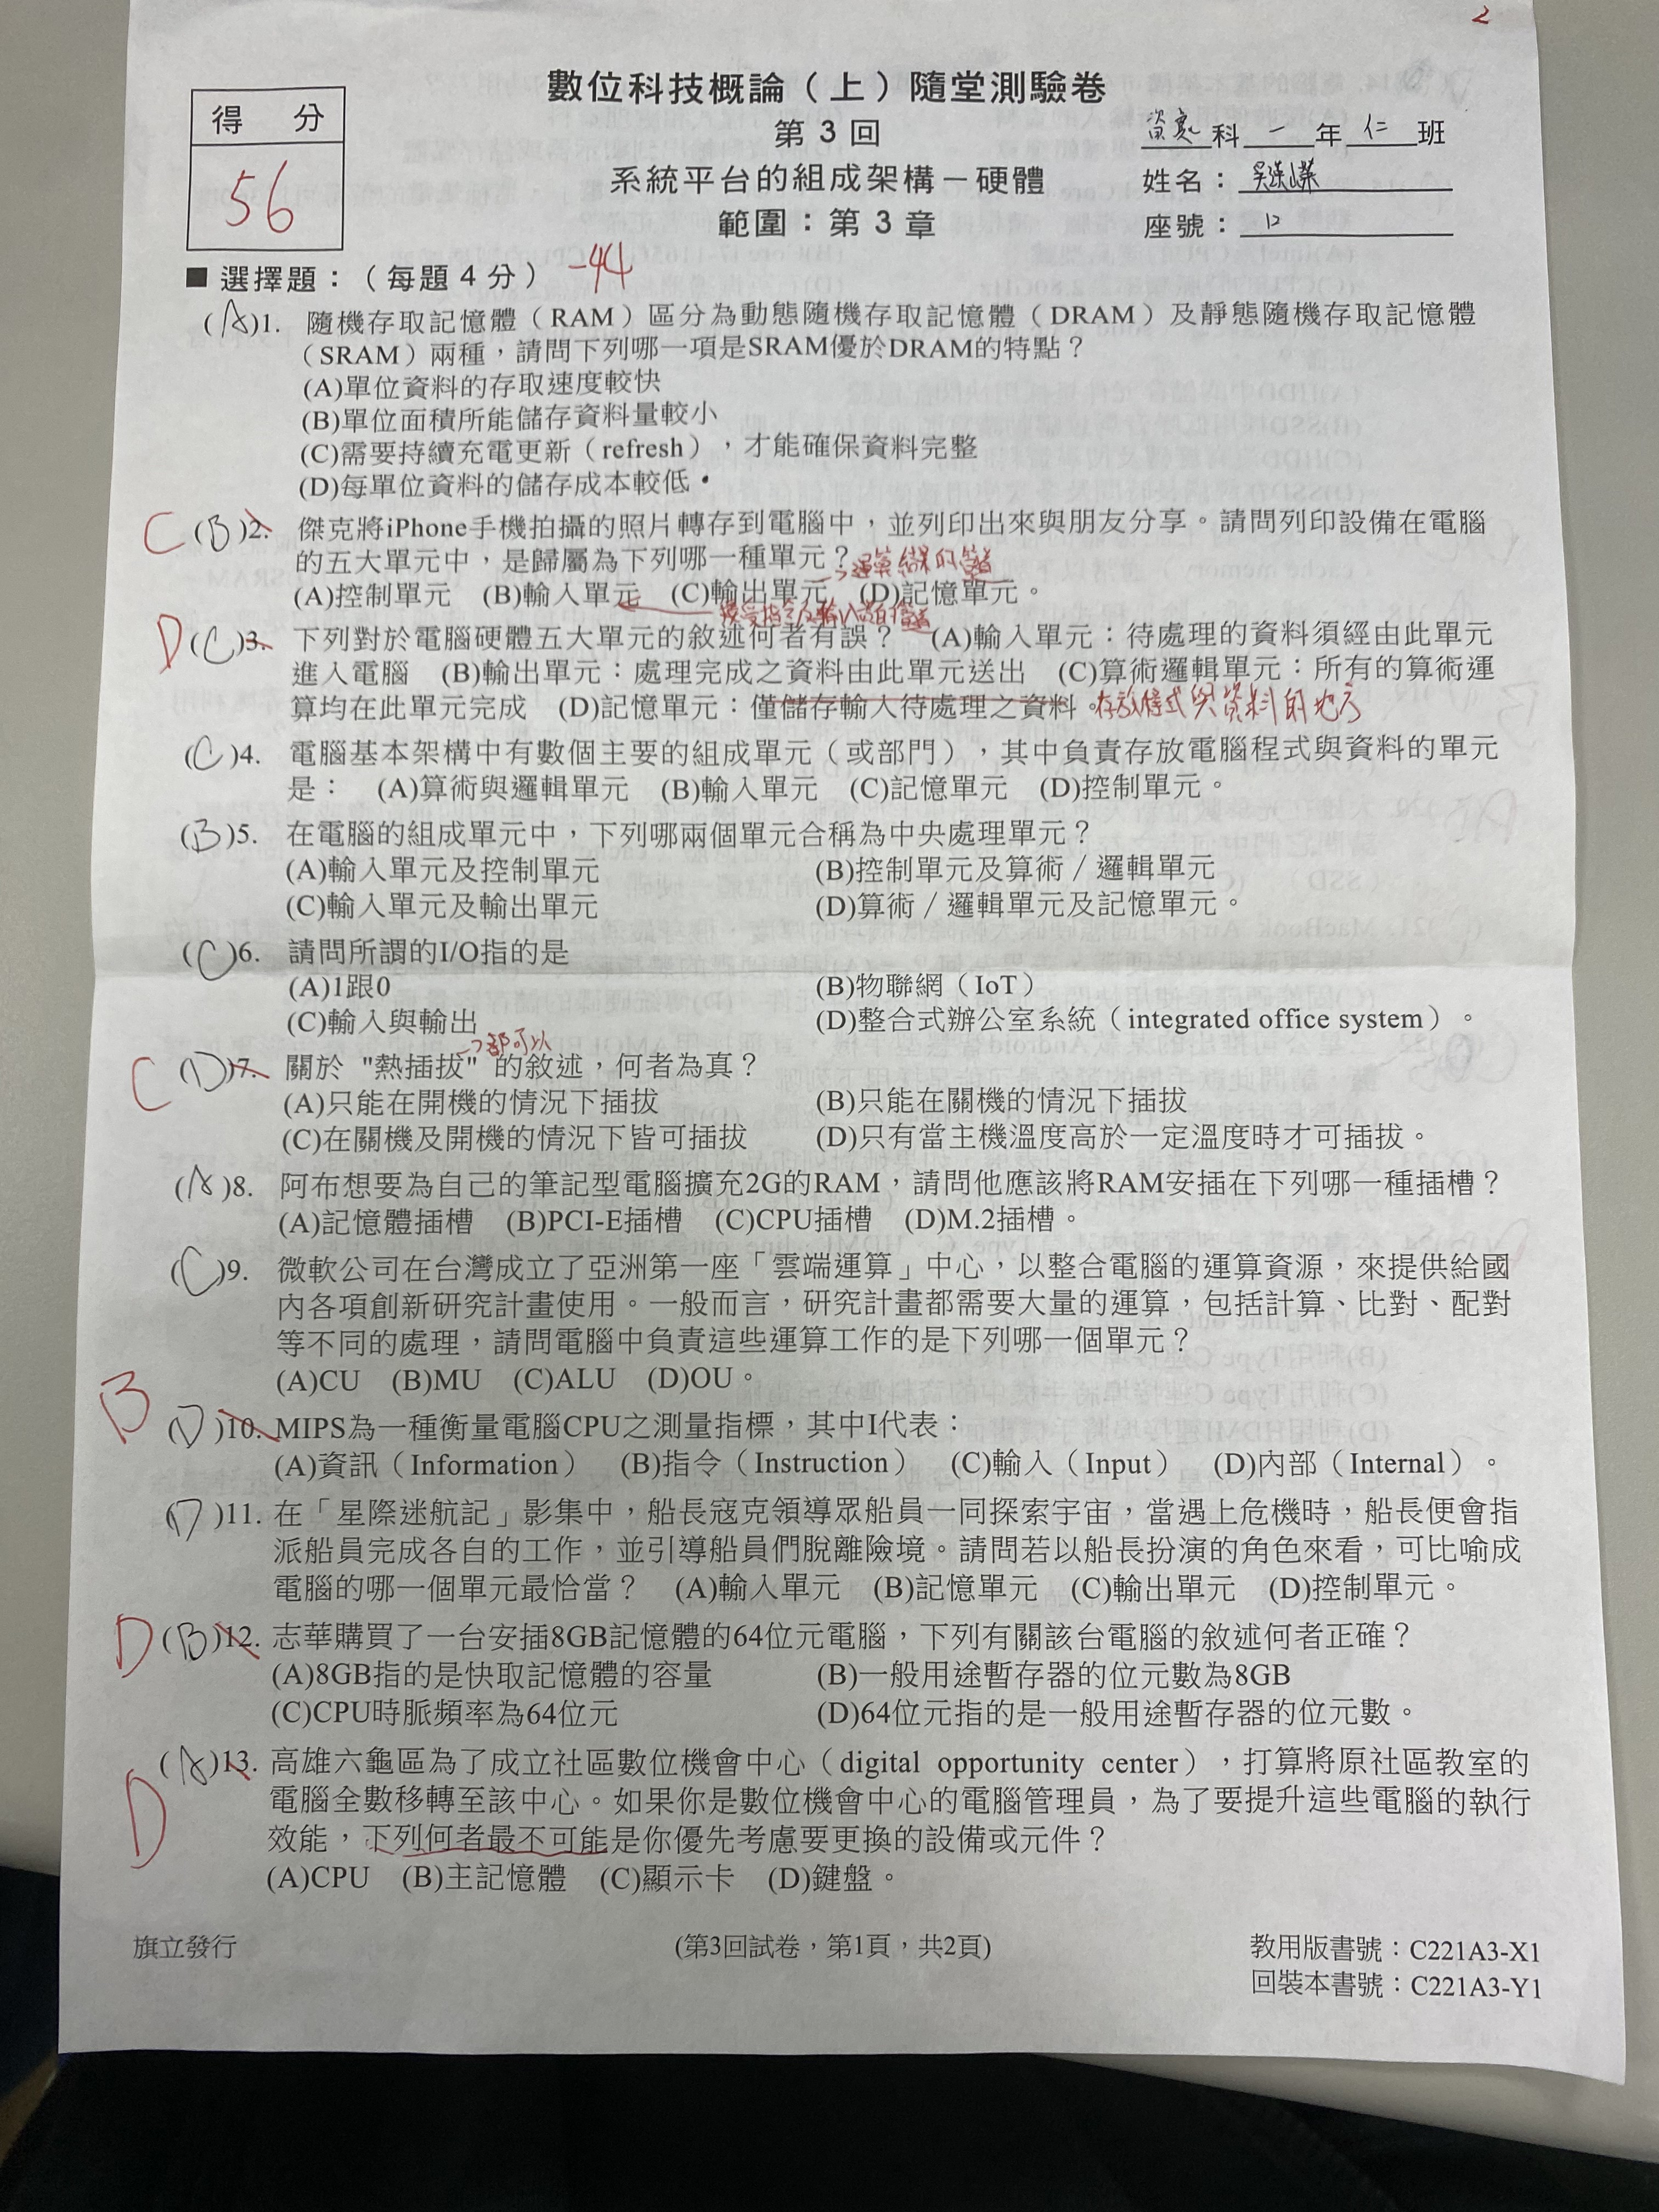 2
數位科技概論（上）隨堂測驗卷
得 分
第 3 回
科 一 年 仁 班
56
系統平台的組成架構－硬體
姓名：
範圍：第 3 章
座號： 12
■ 選擇題：（每題 4 分） -44
(A)1. 隨機存取記憶體（RAM）區分為動態隨機存取記憶體（DRAM）及靜態隨機存取記憶體
（SRAM）兩種，請問下列哪一項是SRAM優於DRAM的特點？
(A)單位資料的存取速度較快
(B)單位面積所能儲存資料量較小
(C)需要持續充電更新（refresh），才能確保資料完整
(D)每單位資料的儲存成本較低。
C (B)2. 傑克將iPhone手機拍攝的照片轉存到電腦中，並列印出來與朋友分享。請問列印設備在電腦
的五大單元中，是歸屬為下列哪一種單元？
→運算結果的
(A)控制單元 (B)輸入單元 (C)輸出單元 (D)記憶單元。
接受指令及輸入
D (C)3. 下列對於電腦硬體五大單元的敘述何者有誤？ (A)輸入單元：待處理的資料須經由此單元
進入電腦 (B)輸出單元：處理完成之資料由此單元送出 (C)算術邏輯單元：所有的算術運
算均在此單元完成 (D)記憶單元：僅儲存輸入待處理之資料。存放程式與資料的地方
(C)4. 電腦基本架構中有數個主要的組成單元（或部門），其中負責存放電腦程式與資料的單元
是： (A)算術與邏輯單元 (B)輸入單元 (C)記憶單元 (D)控制單元。
(B)5. 在電腦的組成單元中，下列哪兩個單元合稱為中央處理單元？
(A)輸入單元及控制單元 (B)控制單元及算術／邏輯單元
(C)輸入單元及輸出單元 (D)算術／邏輯單元及記憶單元。
(C)6. 請問所謂的I/O指的是
(A)1跟0 (B)物聯網（IoT）
(C)輸入與輸出 (D)整合式辦公室系統（integrated office system）。
→都可以
C (D)7. 關於 "熱插拔" 的敘述，何者為真？
(A)只能在開機的情況下插拔 (B)只能在關機的情況下插拔
(C)在關機及開機的情況下皆可插拔 (D)只有當主機溫度高於一定溫度時才可插拔。
(A)8. 阿布想要為自己的筆記型電腦擴充2G的RAM，請問他應該將RAM安插在下列哪一種插槽？
(A)記憶體插槽 (B)PCI-E插槽 (C)CPU插槽 (D)M.2插槽。
(C)9. 微軟公司在台灣成立了亞洲第一座「雲端運算」中心，以整合電腦的運算資源，來提供給國
內各項創新研究計畫使用。一般而言，研究計畫都需要大量的運算，包括計算、比對、配對
等不同的處理，請問電腦中負責這些運算工作的是下列哪一個單元？
(A)CU (B)MU (C)ALU (D)OU。
B (D)10. MIPS為一種衡量電腦CPU之測量指標，其中I代表：
(A)資訊（Information） (B)指令（Instruction） (C)輸入（Input） (D)內部（Internal）。
(D)11. 在「星際迷航記」影集中，船長寇克領導眾船員一同探索宇宙，當遇上危機時，船長便會指
派船員完成各自的工作，並引導船員們脫離險境。請問若以船長扮演的角色來看，可比喻成
電腦的哪一個單元最恰當？ (A)輸入單元 (B)記憶單元 (C)輸出單元 (D)控制單元。
D (B)12. 志華購買了一台安插8GB記憶體的64位元電腦，下列有關該台電腦的敘述何者正確？
(A)8GB指的是快取記憶體的容量 (B)一般用途暫存器的位元數為8GB
(C)CPU時脈頻率為64位元 (D)64位元指的是一般用途暫存器的位元數。
D (A)13. 高雄六龜區為了成立社區數位機會中心（digital opportunity center），打算將原社區教室的
電腦全數移轉至該中心。如果你是數位機會中心的電腦管理員，為了要提升這些電腦的執行
效能，下列何者最不可能是你優先考慮要更換的設備或元件？
(A)CPU (B)主記憶體 (C)顯示卡 (D)鍵盤。
旗立發行 (第3回試卷，第1頁，共2頁) 教用版書號：C221A3-X1
回裝本書號：C221A3-Y1